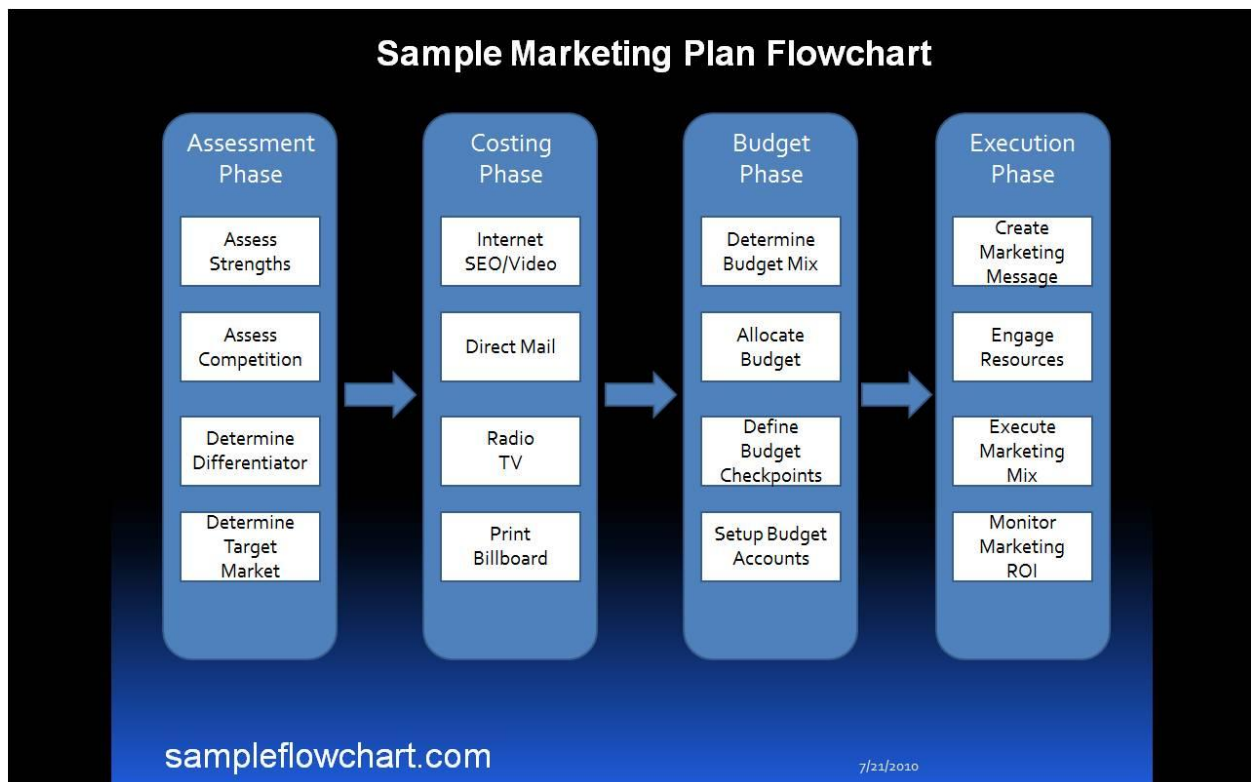 Sample Marketing Plan Flowchart
Assessment
Phase
Assess
Strengths
Assess
Competition
Determine
Differentiator
Determine
Target
Market
Costing
Phase
Internet
SEO/Video
Direct Mail
Radio
TV
Print
Billboard
Budget
Phase
Determine
Budget Mix
Allocate
Budget
Define
Budget
Checkpoints
Setup Budget
Accounts
Execution
Phase
Create
Marketing
Message
Engage
Resources
Execute
Marketing
Mix
Monitor
Marketing
ROI
sampleflowchart.com
7/21/2010